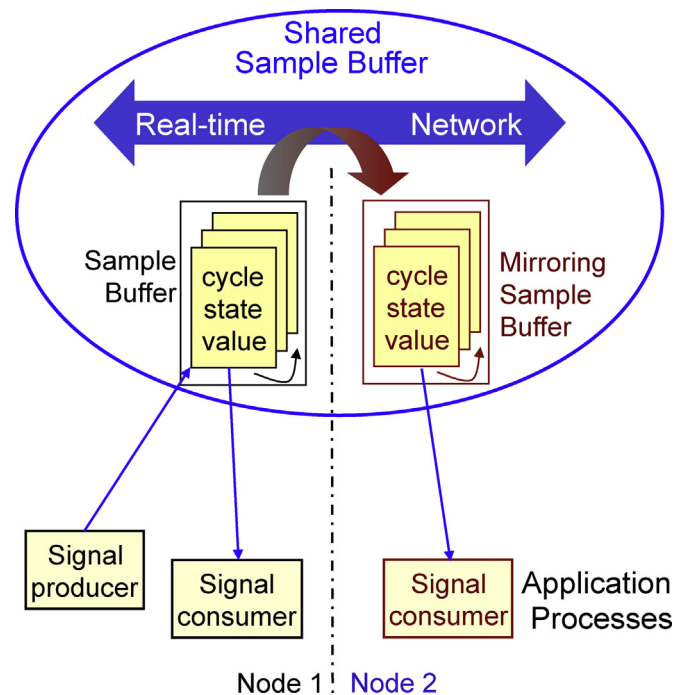 Shared
Sample Buffer
Real-time Network
Sample
Buffer
cycle
state
value
cycle
state
value
Mirroring
Sample
Buffer
Signal
producer
Signal
consumer
Signal
consumer
Application
Processes
Node 1 Node 2